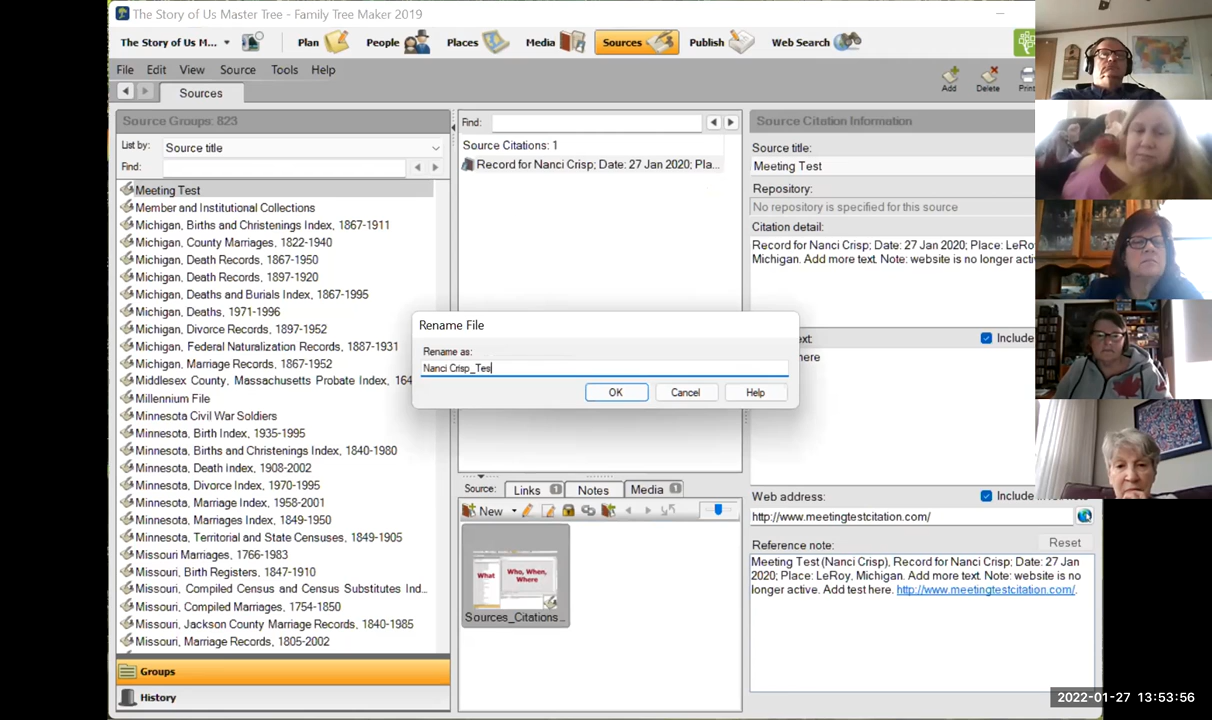 The Story of Us Master Tree - Family Tree Maker 2019
The Story of Us M...
Plan
People
Places
Media
Sources
Publish
Web Search
File Edit View Source Tools Help
Add
Delete
Sources
Source Groups: 823
List by:
Source title
Find:
Meeting Test
Member and Institutional Collections
Michigan, Births and Christenings Index, 1867-1911
Michigan, County Marriages, 1822-1940
Michigan, Death Records, 1867-1950
Michigan, Death Records, 1897-1920
Michigan, Deaths and Burials Index, 1867-1995
Michigan, Deaths, 1971-1996
Michigan, Divorce Records, 1897-1952
Michigan, Federal Naturalization Records, 1887-1931
Michigan, Marriage Records, 1867-1952
Middlesex County, Massachusetts Probate Index, 164
Millennium File
Minnesota Civil War Soldiers
Minnesota, Birth Index, 1935-1995
Minnesota, Births and Christenings Index, 1840-1980
Minnesota, Death Index, 1908-2002
Minnesota, Divorce Index, 1970-1995
Minnesota, Marriage Index, 1958-2001
Minnesota, Marriages Index, 1849-1950
Minnesota, Territorial and State Censuses, 1849-1905
Missouri Marriages, 1766-1983
Missouri, Birth Registers, 1847-1910
Missouri, Compiled Census and Census Substitutes Ind...
Missouri, Compiled Marriages, 1754-1850
Missouri, Jackson County Marriage Records, 1840-1985
Missouri, Marriage Records, 1805-2002
Groups
History
Find:
Source Citations: 1
Record for Nanci Crisp; Date: 27 Jan 2020; Pla...
Rename File
Rename as:
Nanci Crisp_Tes
OK
Cancel
Help
Source:
Links 1
Notes
Media 1
New
What
Who, When,
Where
Sources_Citations...
Source Citation Information
Source title:
Meeting Test
Repository:
No repository is specified for this source
Citation detail:
Record for Nanci Crisp; Date: 27 Jan 2020; Place: LeRoy
Michigan. Add more text. Note: website is no longer acti
ext:
Include
here
Web address:
Include
http://www.meetingtestcitation.com/
Reference note:
Reset
Meeting Test (Nanci Crisp), Record for Nanci Crisp; Date: 27 Jan
2020; Place: LeRoy, Michigan. Add more text. Note: website is no
longer active. Add test here. http://www.meetingtestcitation.com/.
2022-01-27 13:53:56